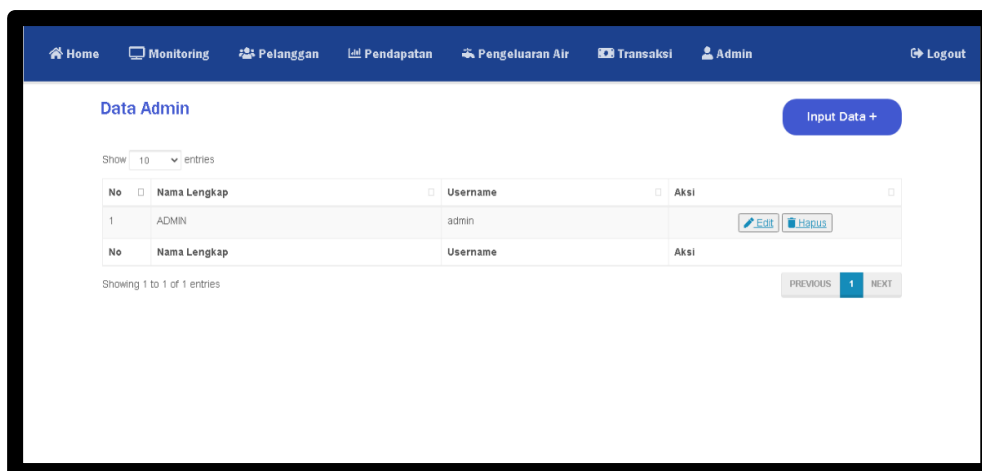 Home Monitoring Pelanggan Pendapatan Pengeluaran Air Transaksi Admin Logout
Data Admin
Input Data +
Show 10 entries
No Nama Lengkap Username Aksi
1 ADMIN admin Edit Hapus
No Nama Lengkap Username Aksi
Showing 1 to 1 of 1 entries
PREVIOUS 1 NEXT